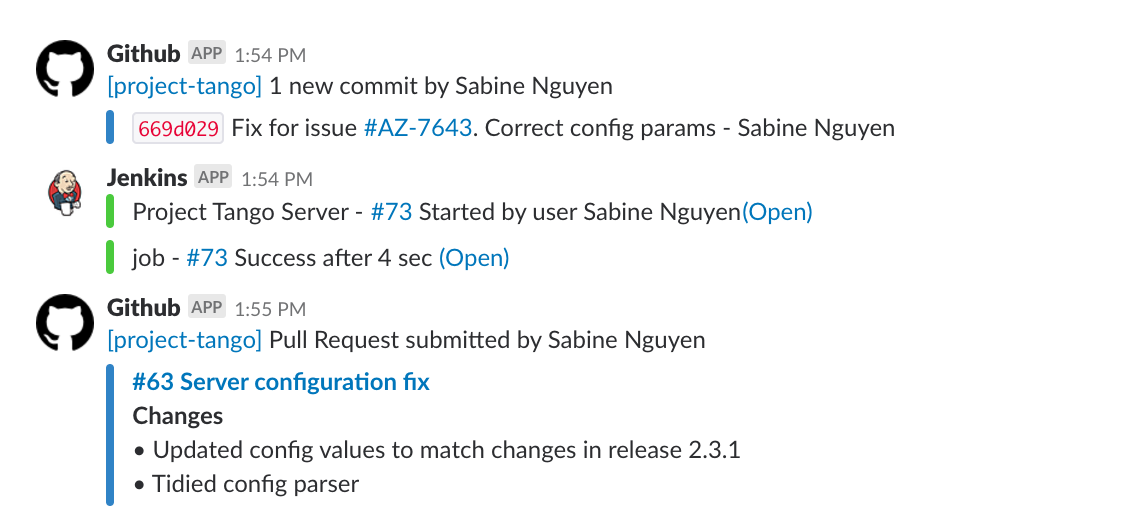 Github APP 1:54 PM
[project-tango] 1 new commit by Sabine Nguyen
669d029 Fix for issue #AZ-7643. Correct config params - Sabine Nguyen
Jenkins APP 1:54 PM
Project Tango Server - #73 Started by user Sabine Nguyen(Open)
job - #73 Success after 4 sec (Open)
Github APP 1:55 PM
[project-tango] Pull Request submitted by Sabine Nguyen
#63 Server configuration fix
Changes
• Updated config values to match changes in release 2.3.1
• Tidied config parser